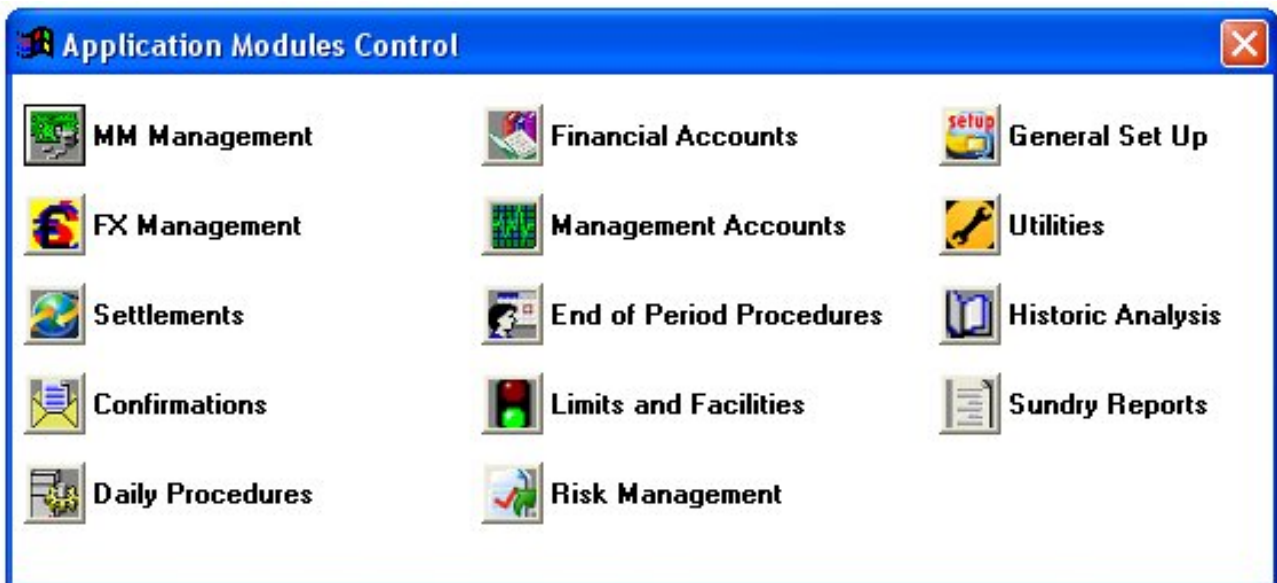 Application Modules Control
MM Management
Financial Accounts
setup
General Set Up
FX Management
Management Accounts
Utilities
Settlements
End of Period Procedures
Historic Analysis
Confirmations
Limits and Facilities
Sundry Reports
Daily Procedures
Risk Management